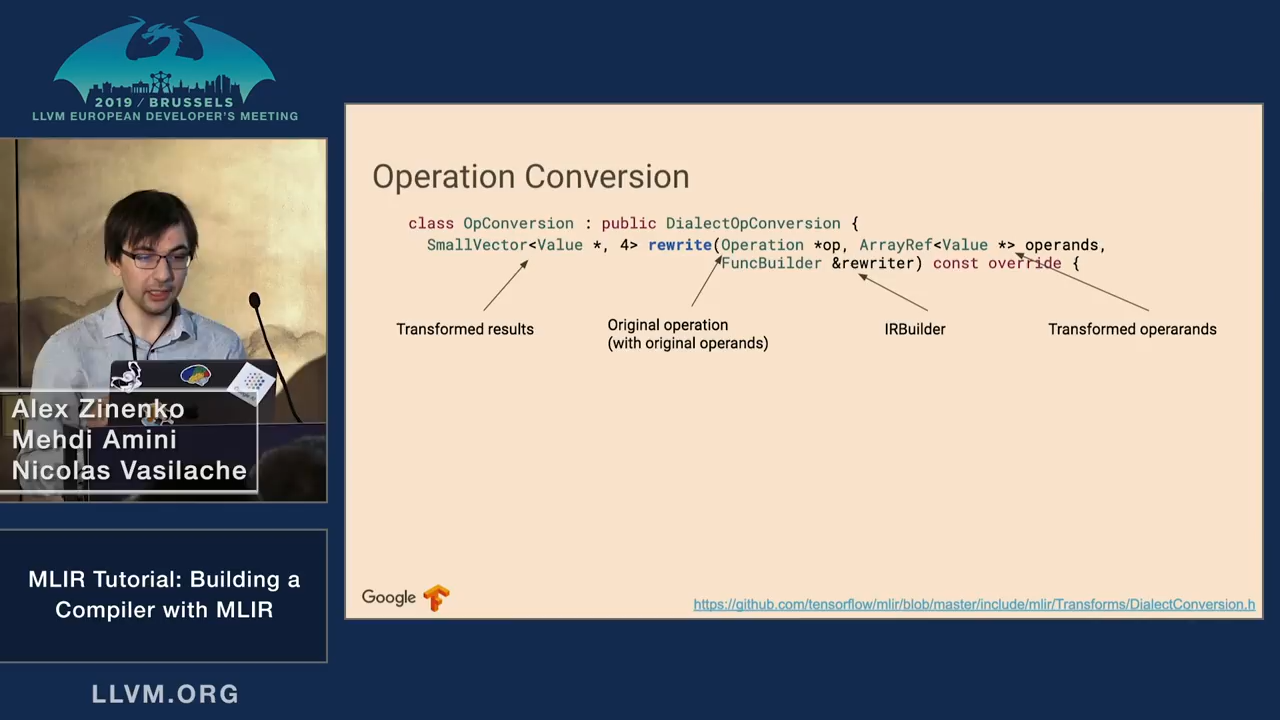 2019 / BRUSSELS
LLVM EUROPEAN DEVELOPER'S MEETING
Alex Zinenko
Mehdi Amini
Nicolas Vasilache
MLIR Tutorial: Building a
Compiler with MLIR
LLVM.ORG
Operation Conversion
class OpConversion : public DialectOpConversion {
SmallVector<Value *, 4> rewrite(Operation *op, ArrayRef<Value *> operands,
FuncBuilder &rewriter) const override {
Transformed results
Original operation
(with original operands)
IRBuilder
Transformed operarands
Google
https://github.com/tensorflow/mlir/blob/master/include/mlir/Transforms/DialectConversion.h